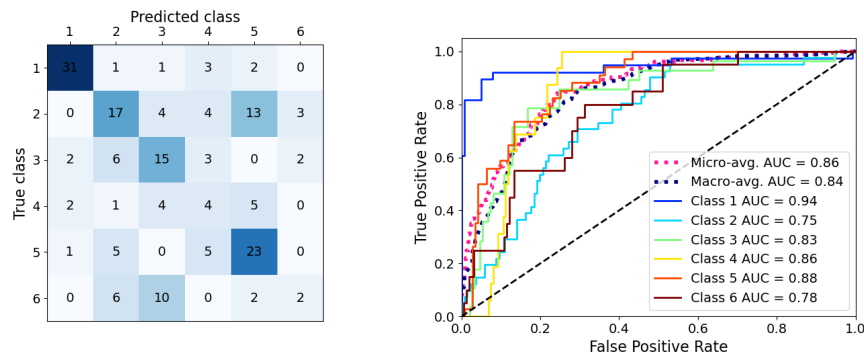 Predicted class
1 2 3 4 5 6
True class
1 31 1 1 3 2 0
2 0 17 4 4 13 3
3 2 6 15 3 0 2
4 2 1 4 4 5 0
5 1 5 0 5 23 0
6 0 6 10 0 2 2
True Positive Rate
1.0
0.8
0.6
0.4
0.2
0.0
Micro-avg. AUC = 0.86
Macro-avg. AUC = 0.84
Class 1 AUC = 0.94
Class 2 AUC = 0.75
Class 3 AUC = 0.83
Class 4 AUC = 0.86
Class 5 AUC = 0.88
Class 6 AUC = 0.78
0.0 0.2 0.4 0.6 0.8 1.0
False Positive Rate